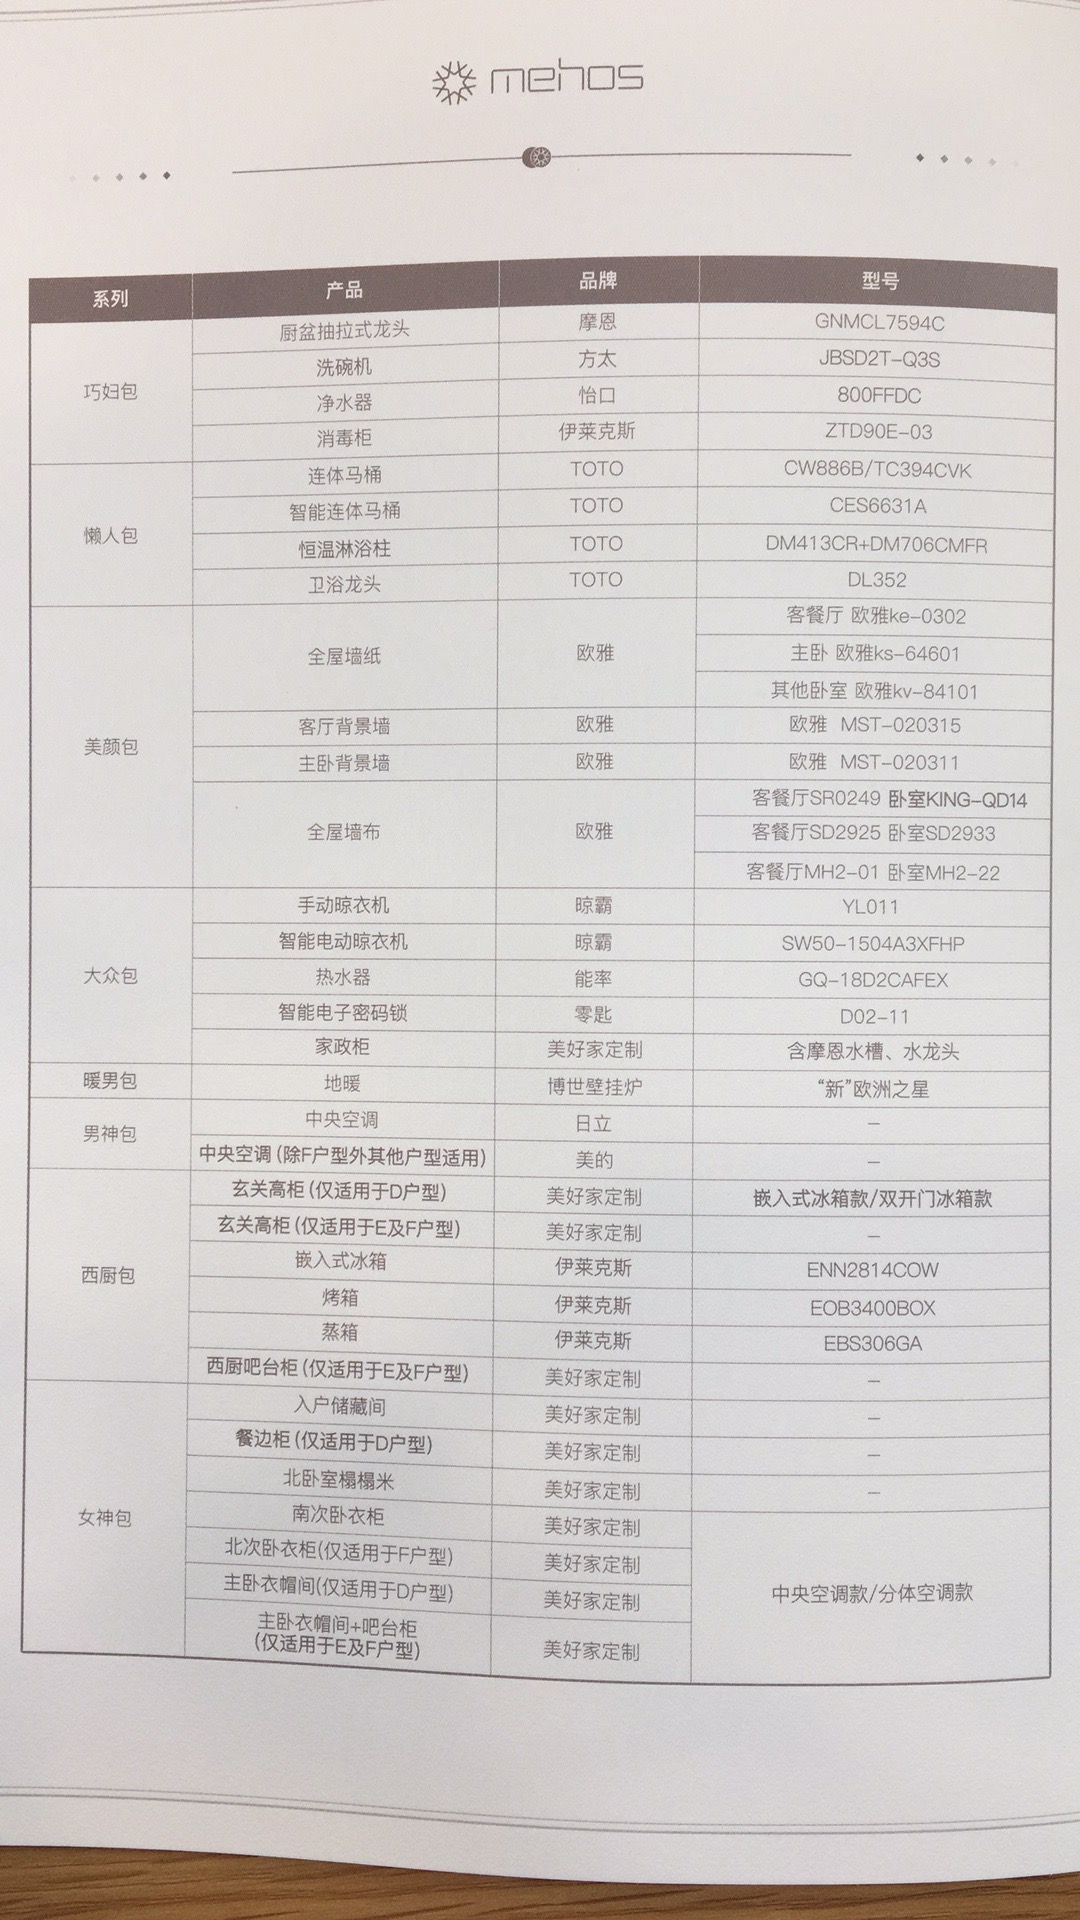 mehos
系列 产品 品牌 型号
巧妇包 厨盆抽拉式龙头 摩恩 GNMCL7594C
洗碗机 方太 JBSD2T-Q3S
净水器 怡口 800FFDC
消毒柜 伊莱克斯 ZTD90E-03
懒人包 连体马桶 TOTO CW886B/TC394CVK
智能连体马桶 TOTO CES6631A
恒温淋浴柱 TOTO DM413CR+DM706CMFR
卫浴龙头 TOTO DL352
美颜包 全屋墙纸 欧雅 客餐厅 欧雅ke-0302
主卧 欧雅ks-64601
其他卧室 欧雅kv-84101
客厅背景墙 欧雅 欧雅 MST-020315
主卧背景墙 欧雅 欧雅 MST-020311
全屋墙布 欧雅 客餐厅SR0249 卧室KING-QD14
客餐厅SD2925 卧室SD2933
客餐厅MH2-01 卧室MH2-22
大众包 手动晾衣机 晾霸 YL011
智能电动晾衣机 晾霸 SW50-1504A3XFHP
热水器 能率 GQ-18D2CAFEX
智能电子密码锁 零匙 D02-11
家政柜 美好家定制 含摩恩水槽、水龙头
暖男包 地暖 博世壁挂炉 “新”欧洲之星
男神包 中央空调 日立 —
中央空调(除F户型外其他户型适用) 美的 —
西厨包 玄关高柜(仅适用于D户型) 美好家定制 嵌入式冰箱款/双开门冰箱款
玄关高柜(仅适用于E及F户型) 美好家定制 —
嵌入式冰箱 伊莱克斯 ENN2814COW
烤箱 伊莱克斯 EOB3400BOX
蒸箱 伊莱克斯 EBS306GA
西厨吧台柜(仅适用于E及F户型) 美好家定制 —
女神包 入户储藏间 美好家定制 —
餐边柜(仅适用于D户型) 美好家定制 —
北卧室榻榻米 美好家定制 —
南次卧衣柜 美好家定制 中央空调款/分体空调款
北次卧衣柜(仅适用于F户型) 美好家定制
主卧衣帽间(仅适用于D户型) 美好家定制
主卧衣帽间+吧台柜
(仅适用于E及F户型) 美好家定制